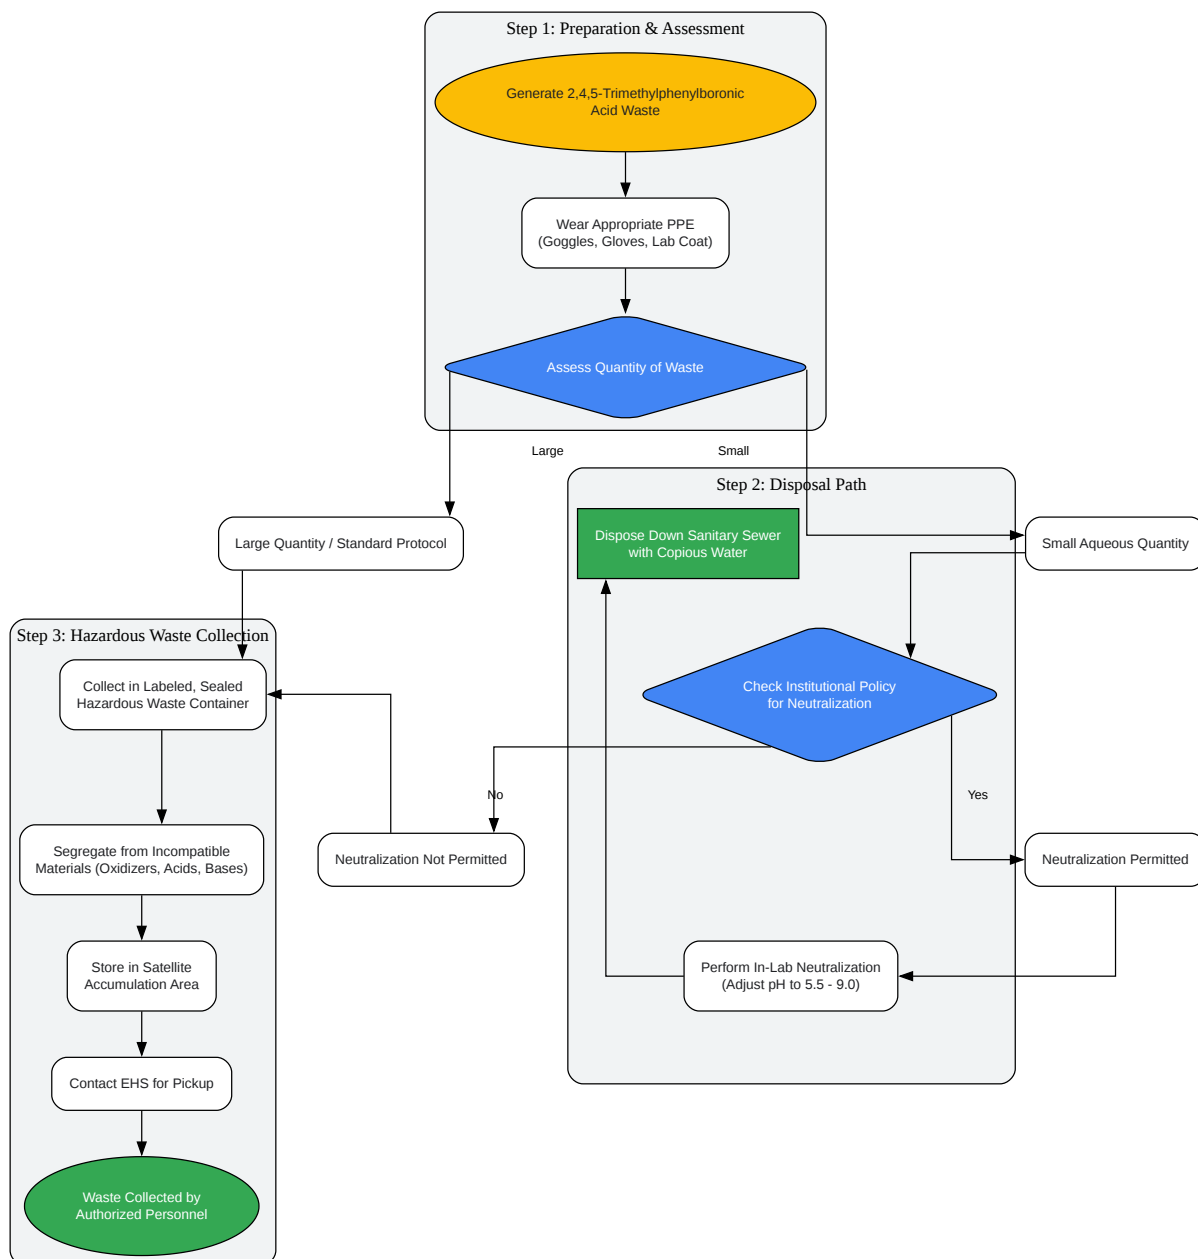 Step 1: Preparation & Assessment
Generate 2,4,5-Trimethylphenylboronic
Acid Waste
Wear Appropriate PPE
(Goggles, Gloves, Lab Coat)
Assess Quantity of Waste
Large
Small
Step 2: Disposal Path
Dispose Down Sanitary Sewer
with Copious Water
Large Quantity / Standard Protocol
Small Aqueous Quantity
Step 3: Hazardous Waste Collection
Collect in Labeled, Sealed
Hazardous Waste Container
Check Institutional Policy
for Neutralization
No
Yes
Segregate from Incompatible
Materials (Oxidizers, Acids, Bases)
Neutralization Not Permitted
Neutralization Permitted
Store in Satellite
Accumulation Area
Perform In-Lab Neutralization
(Adjust pH to 5.5 - 9.0)
Contact EHS for Pickup
Waste Collected by
Authorized Personnel